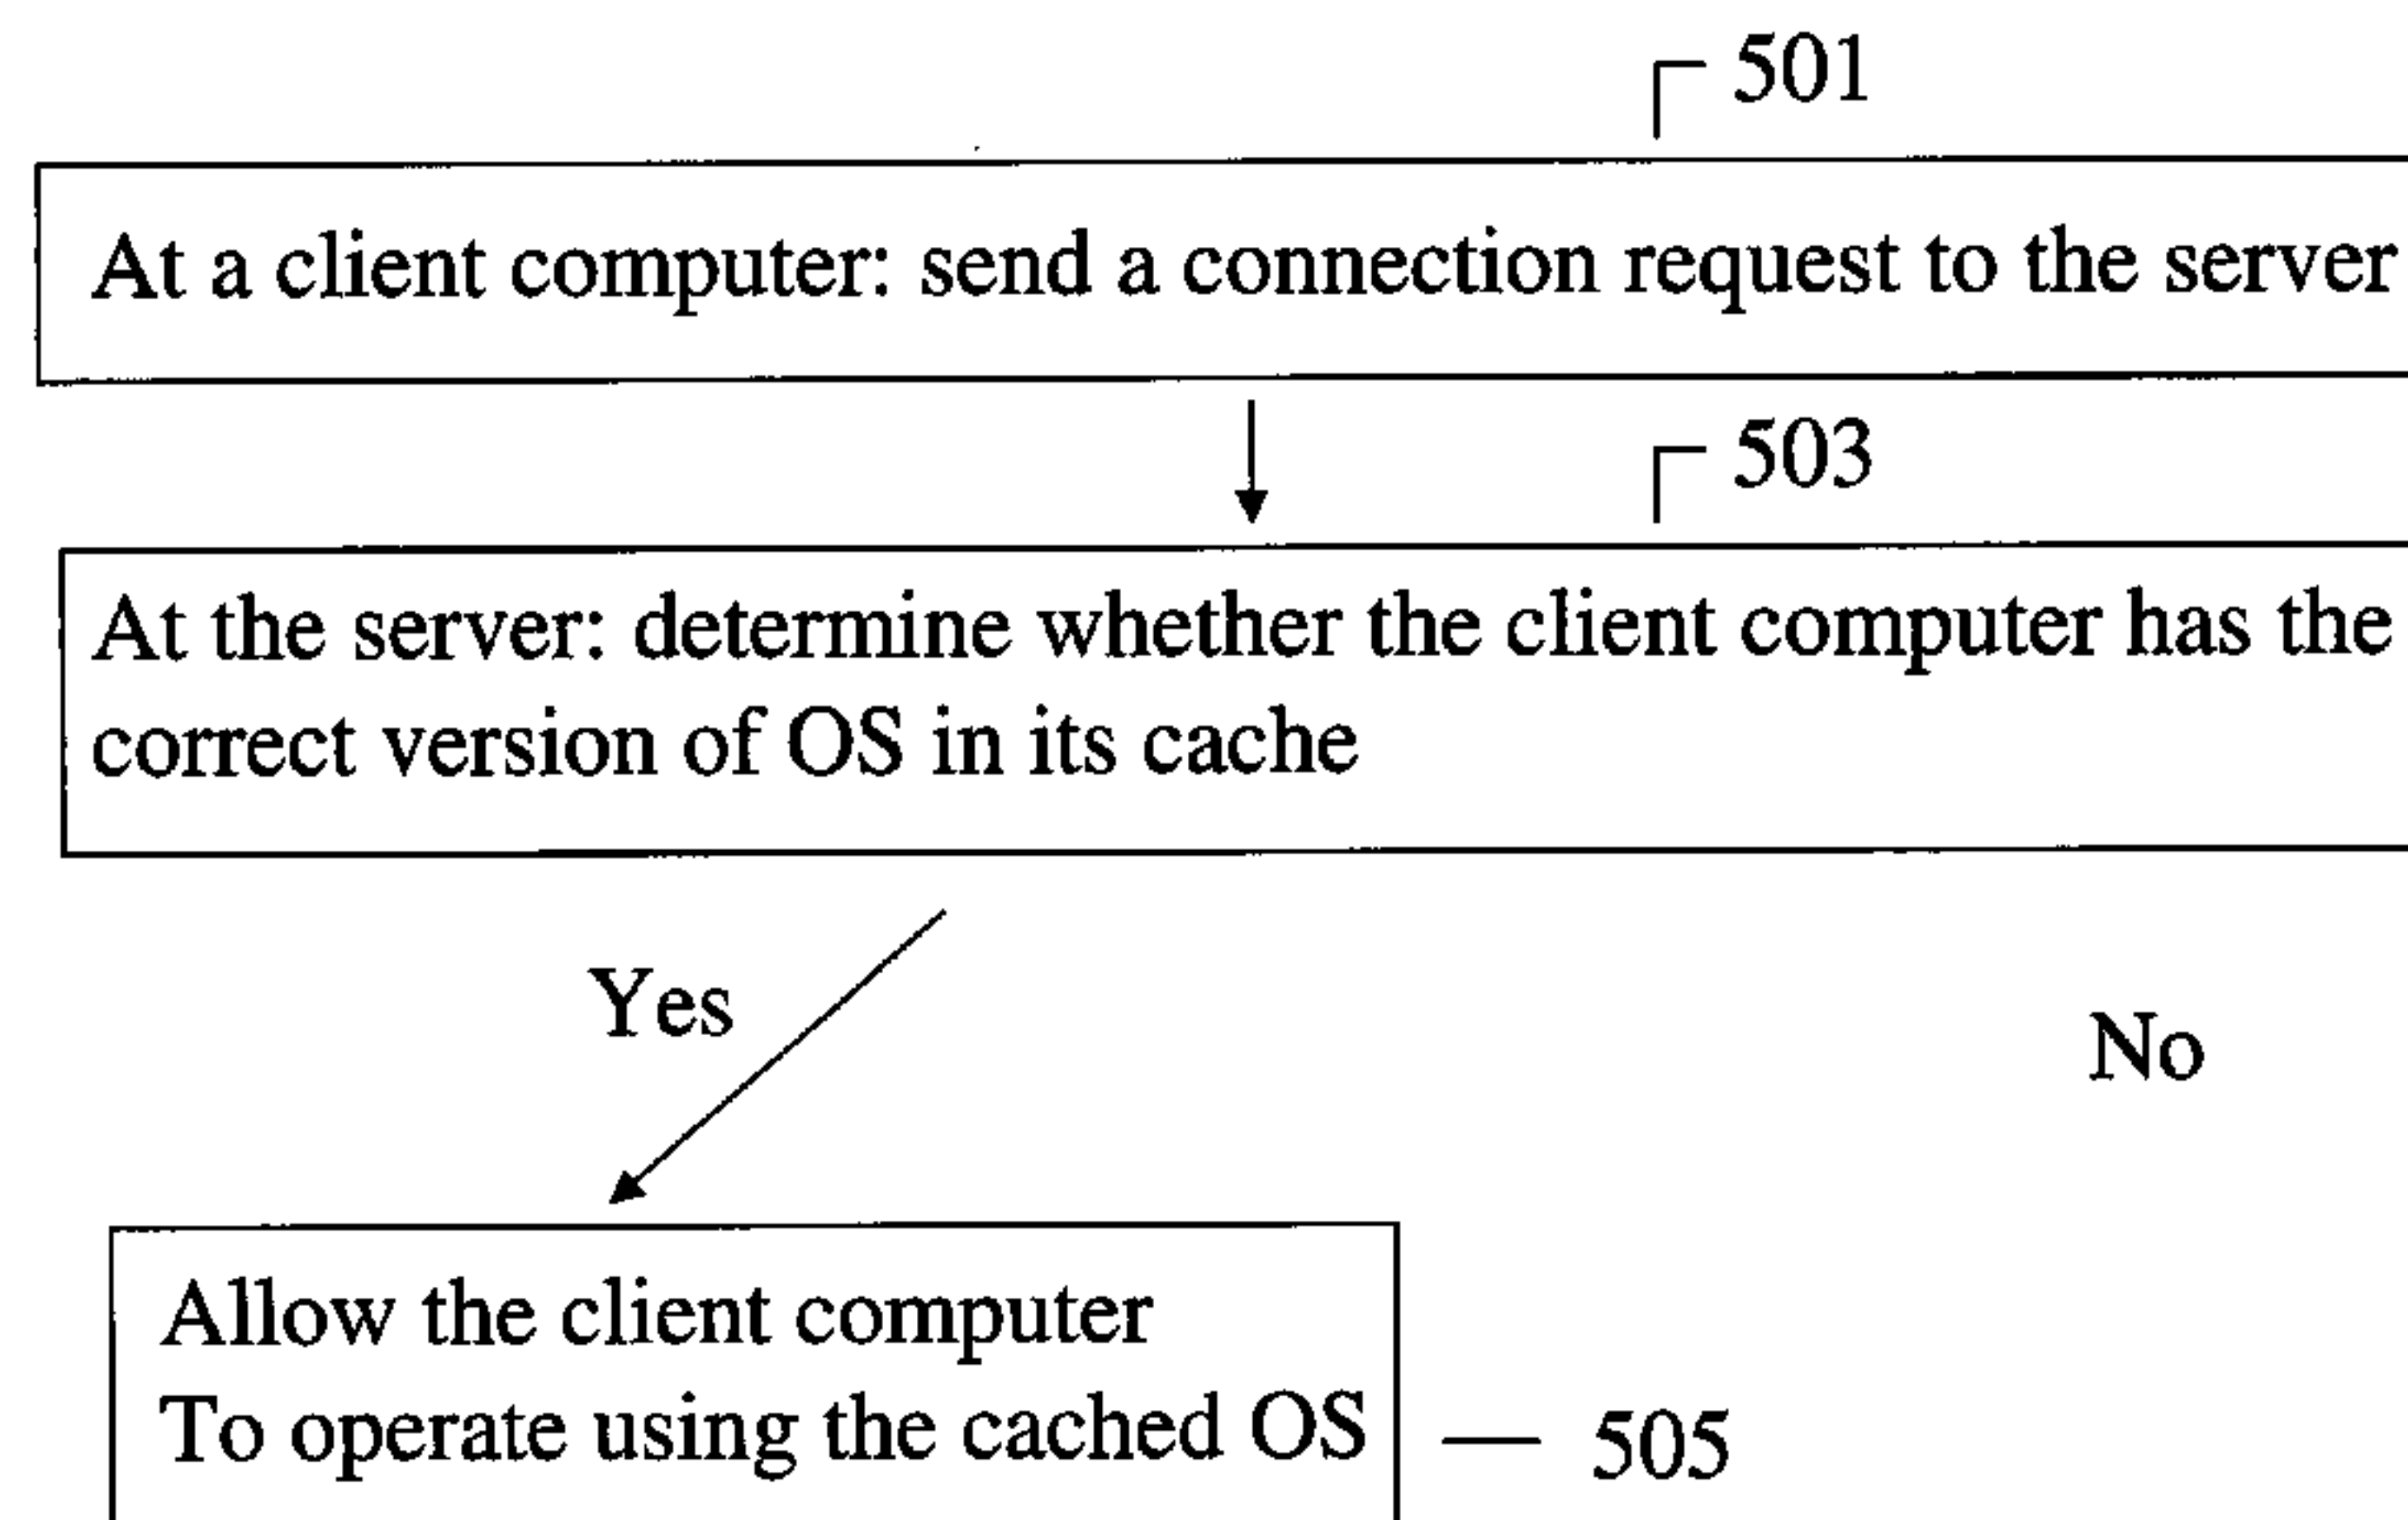 501
At a client computer: send a connection request to the server
503
At the server: determine whether the client computer has the
correct version of OS in its cache
Yes
No
Allow the client computer
To operate using the cached OS
505